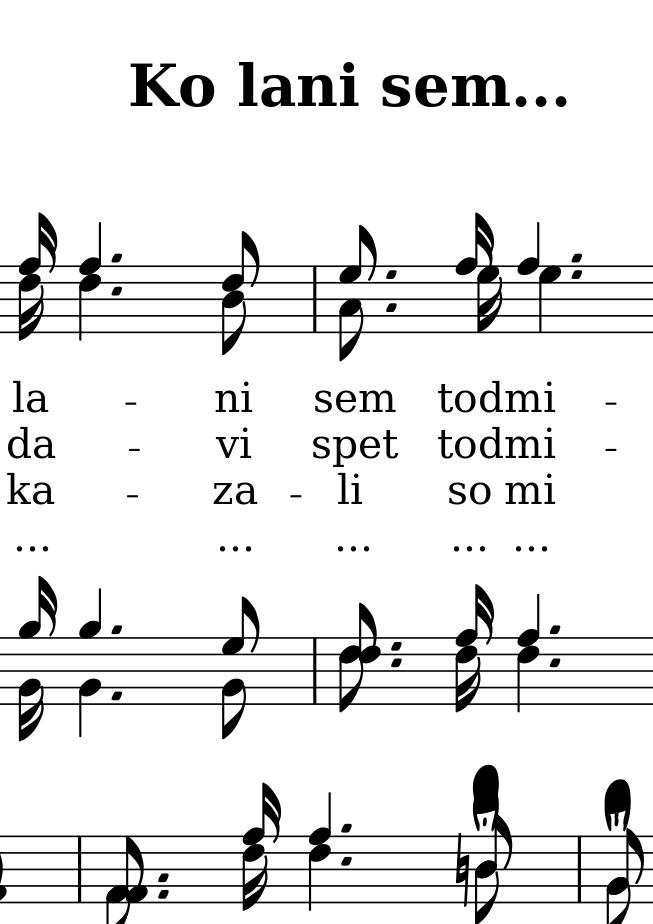 Ko lani sem...
la - ni sem todmi -
da - vi spet todmi -
ka - za - li so mi
... ... ... ... ...